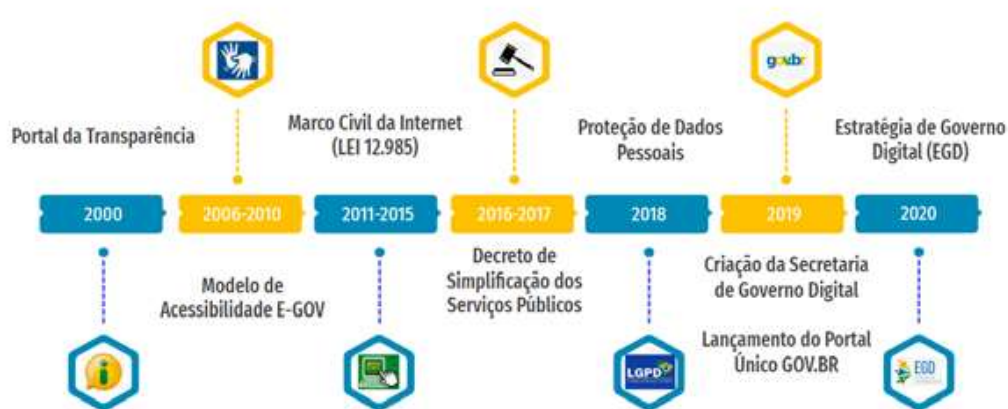 gov.br
Portal da Transparência
Marco Civil da Internet
(LEI 12.985)
Proteção de Dados
Pessoais
Estratégia de Governo
Digital (EGD)
2000
2006-2010
2011-2015
2016-2017
2018
2019
2020
Modelo de
Acessibilidade E-GOV
Decreto de
Simplificação dos
Serviços Públicos
Criação da Secretaria
de Governo Digital
Lançamento do Portal
Único GOV.BR
i
LGPD
EGD